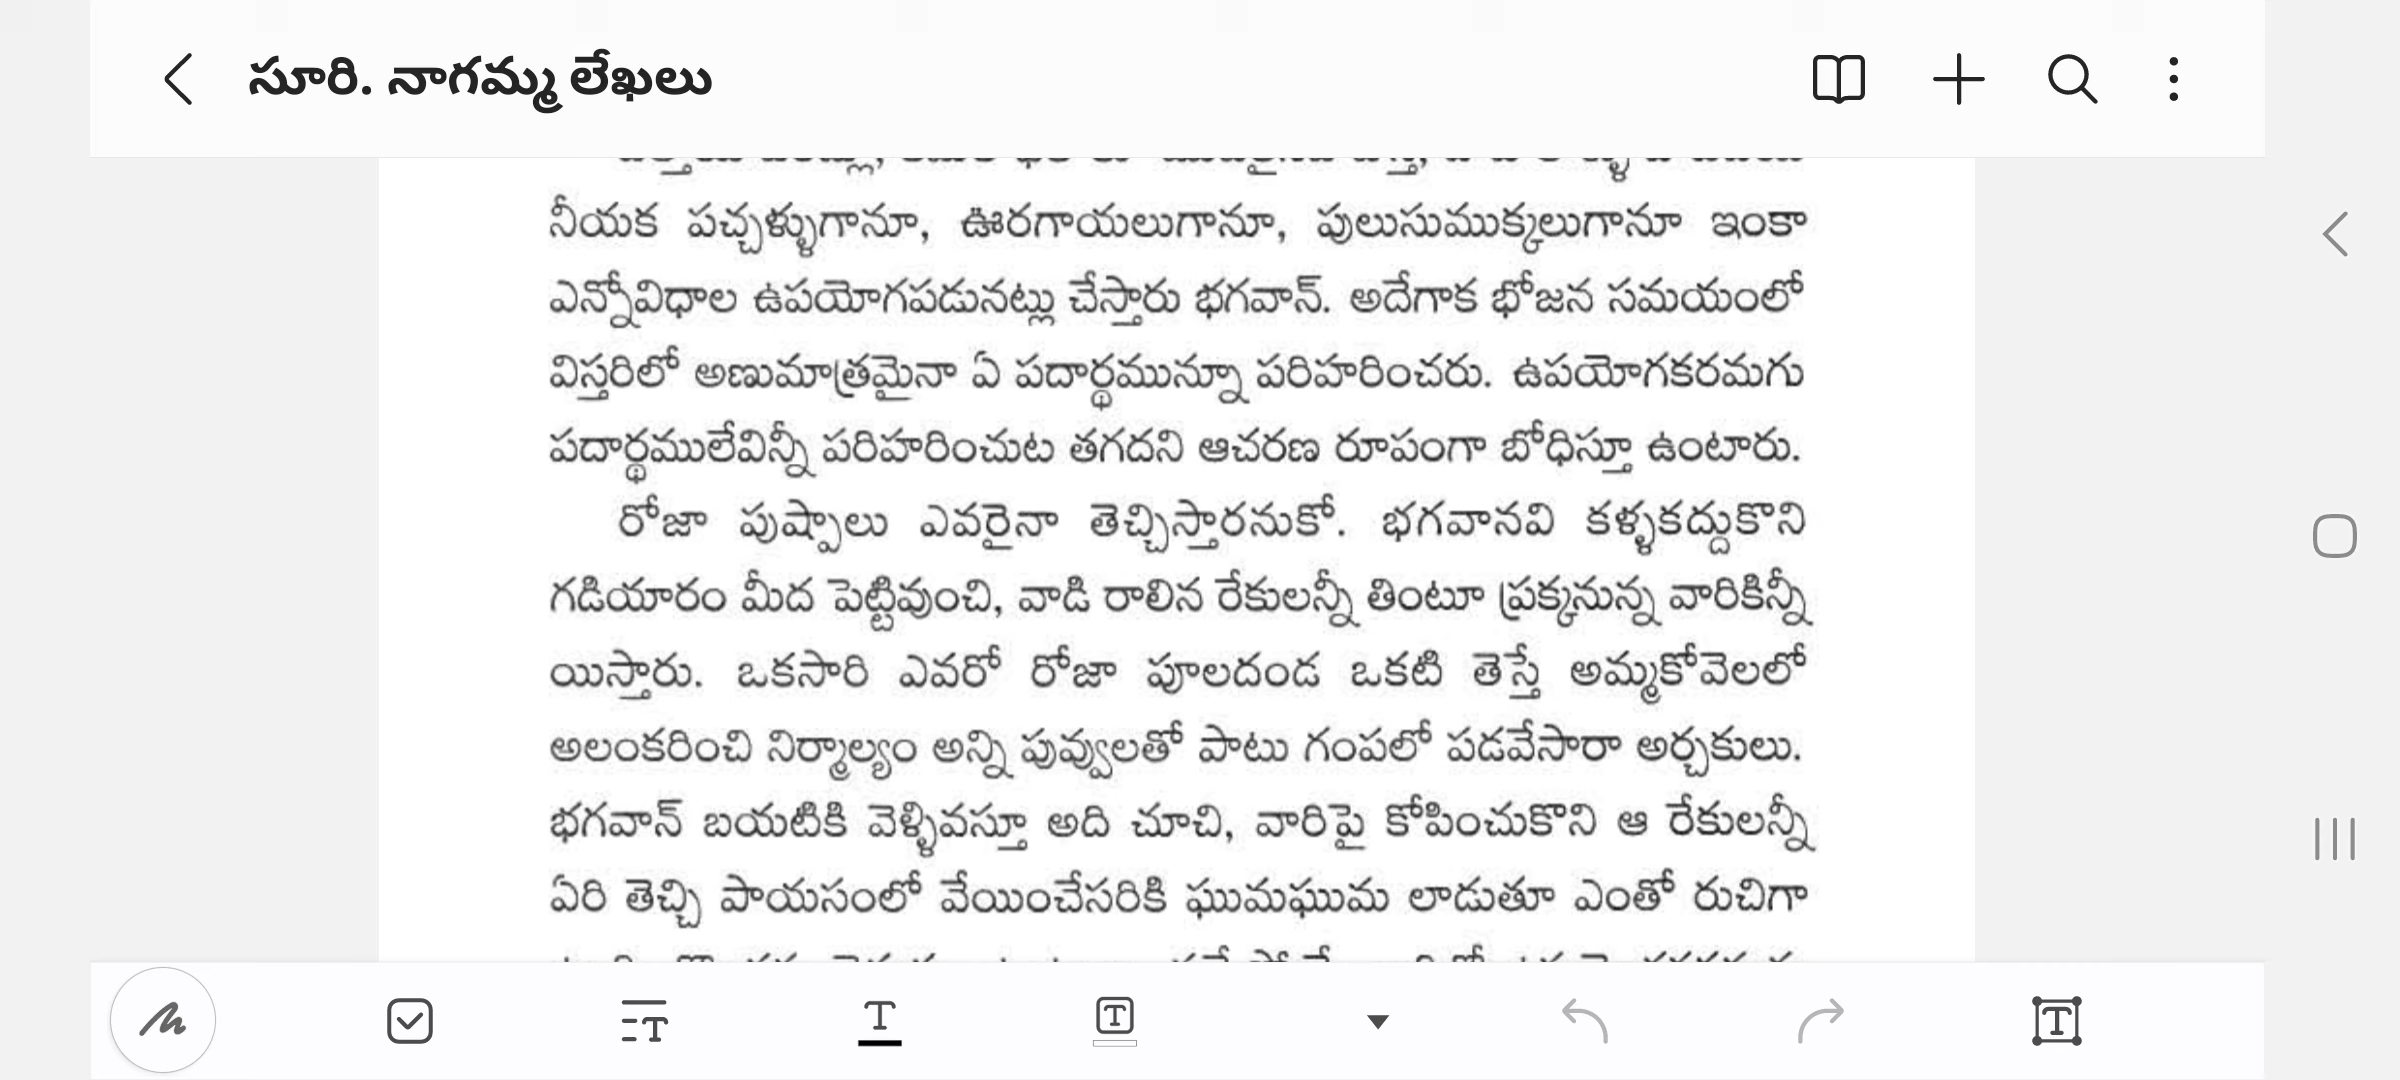 సూరి. నాగమ్మ లేఖలు
నీయక పచ్చళ్ళుగానూ, ఊరగాయలుగానూ, పులుసుముక్కలుగానూ ఇంకా
ఎన్నోవిధాల ఉపయోగపడునట్లు చేస్తారు భగవాన్. అదేగాక భోజన సమయంలో
విస్తరిలో అణుమాత్రమైనా ఏ పదార్థమున్నూ పరిహరించరు. ఉపయోగకరమగు
పదార్థములేవిన్నీ పరిహరించుట తగదని ఆచరణ రూపంగా బోధిస్తూ ఉంటారు.
రోజా పుష్పాలు ఎవరైనా తెచ్చిస్తారనుకో. భగవానవి కళ్ళకద్దుకొని
గడియారం మీద పెట్టివుంచి, వాడి రాలిన రేకులన్నీ తింటూ ప్రక్కనున్న వారికిన్నీ
యిస్తారు. ఒకసారి ఎవరో రోజా పూలదండ ఒకటి తెస్తే అమ్మకోవెలలో
అలంకరించి నిర్మాల్యం అన్ని పువ్వులతో పాటు గంపలో పడవేసారా అర్చకులు.
భగవాన్ బయటికి వెళ్ళివస్తూ అది చూచి, వారిపై కోపించుకొని ఆ రేకులన్నీ
ఏరి తెచ్చి పాయసంలో వేయించేసరికి ఘుమఘుమ లాడుతూ ఎంతో రుచిగా